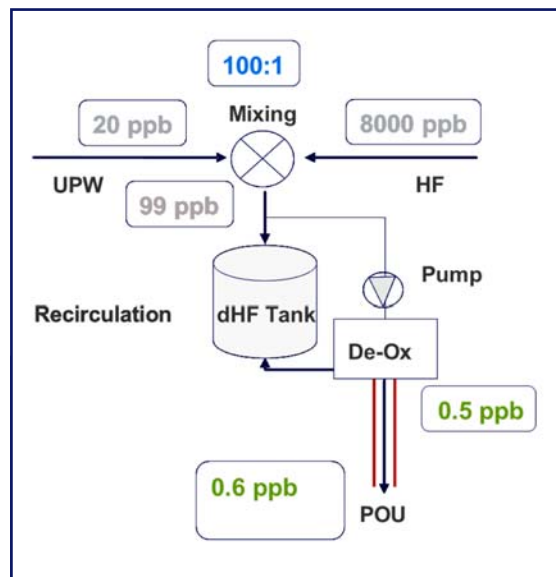 100:1
Mixing
20 ppb
8000 ppb
UPW
HF
99 ppb
Pump
Recirculation
dHF Tank
De-Ox
0.5 ppb
0.6 ppb
POU